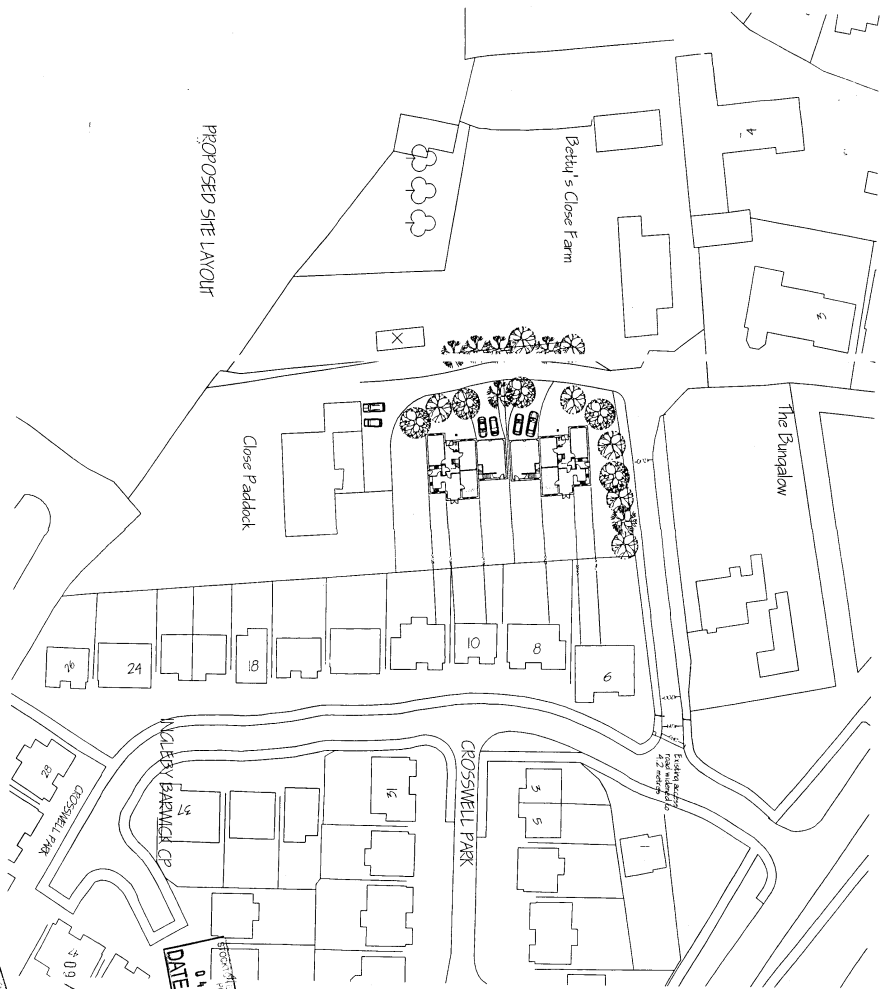 PROPOSED SITE LAYOUT
Betty's Close Farm
4
3
The Bungalow
Close Paddock
26
24
18
10
8
6
Existing access
road widened to
4.2 metres
INGLEBY BARWICK CP
CROSSWELL PARK
28
CROSSWELL PARK
37
12
3
5
1
DATE
04